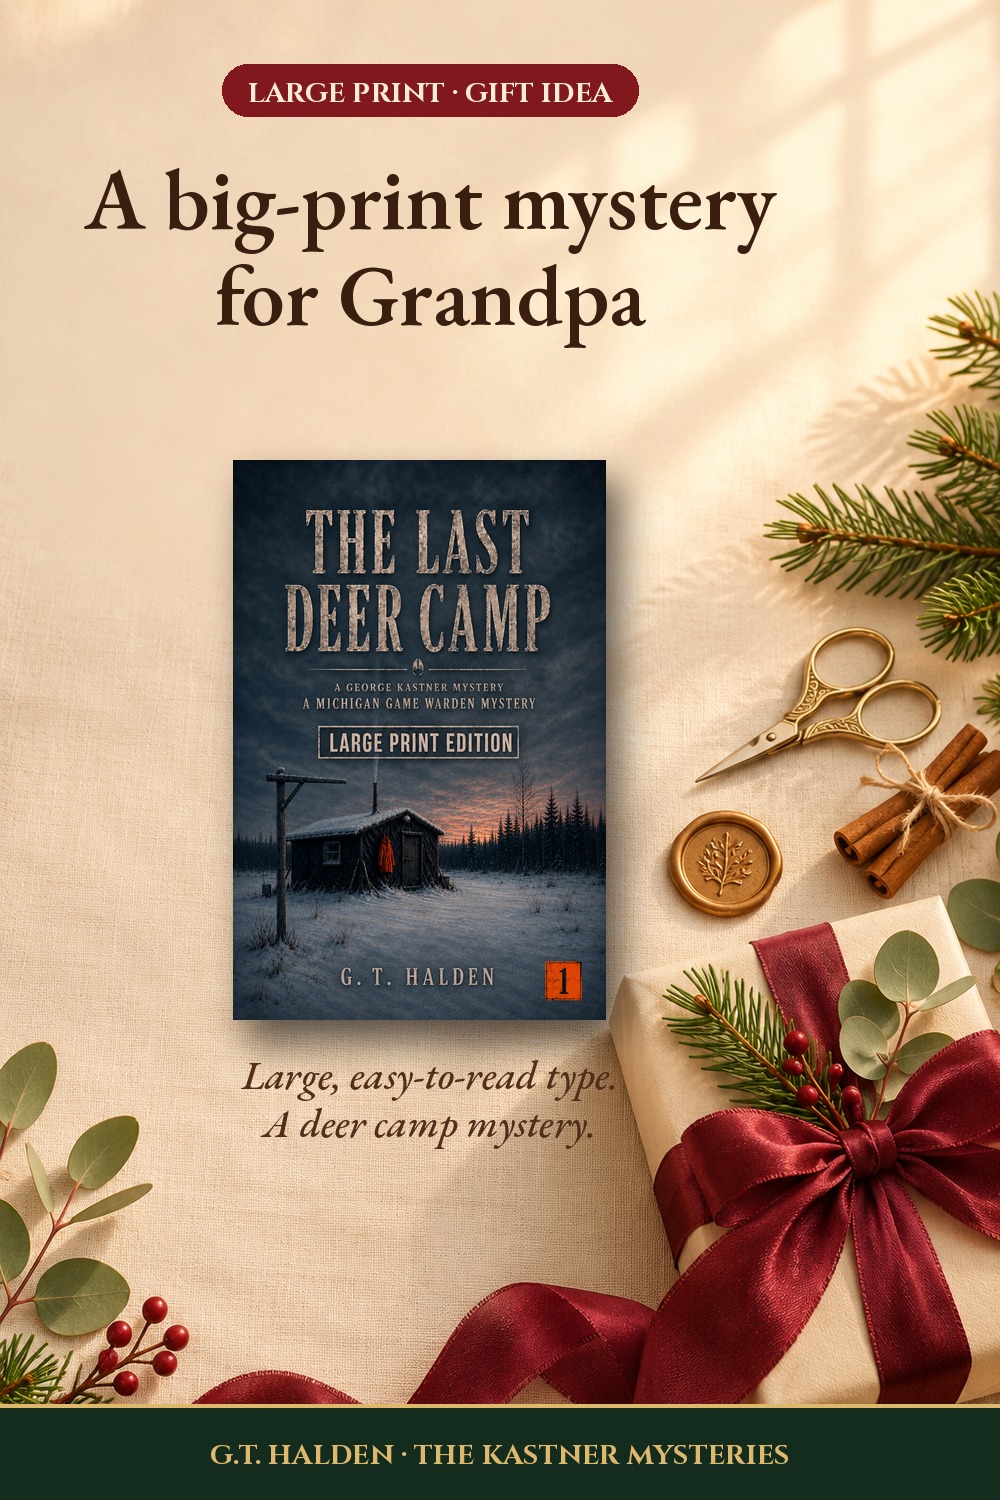 LARGE PRINT · GIFT IDEA
A big-print mystery
for Grandpa
THE LAST
DEER CAMP
A GEORGE KASTNER MYSTERY
A MICHIGAN GAME WARDEN MYSTERY
LARGE PRINT EDITION
G. T. HALDEN
1
Large, easy-to-read type.
A deer camp mystery.
G.T. HALDEN · THE KASTNER MYSTERIES